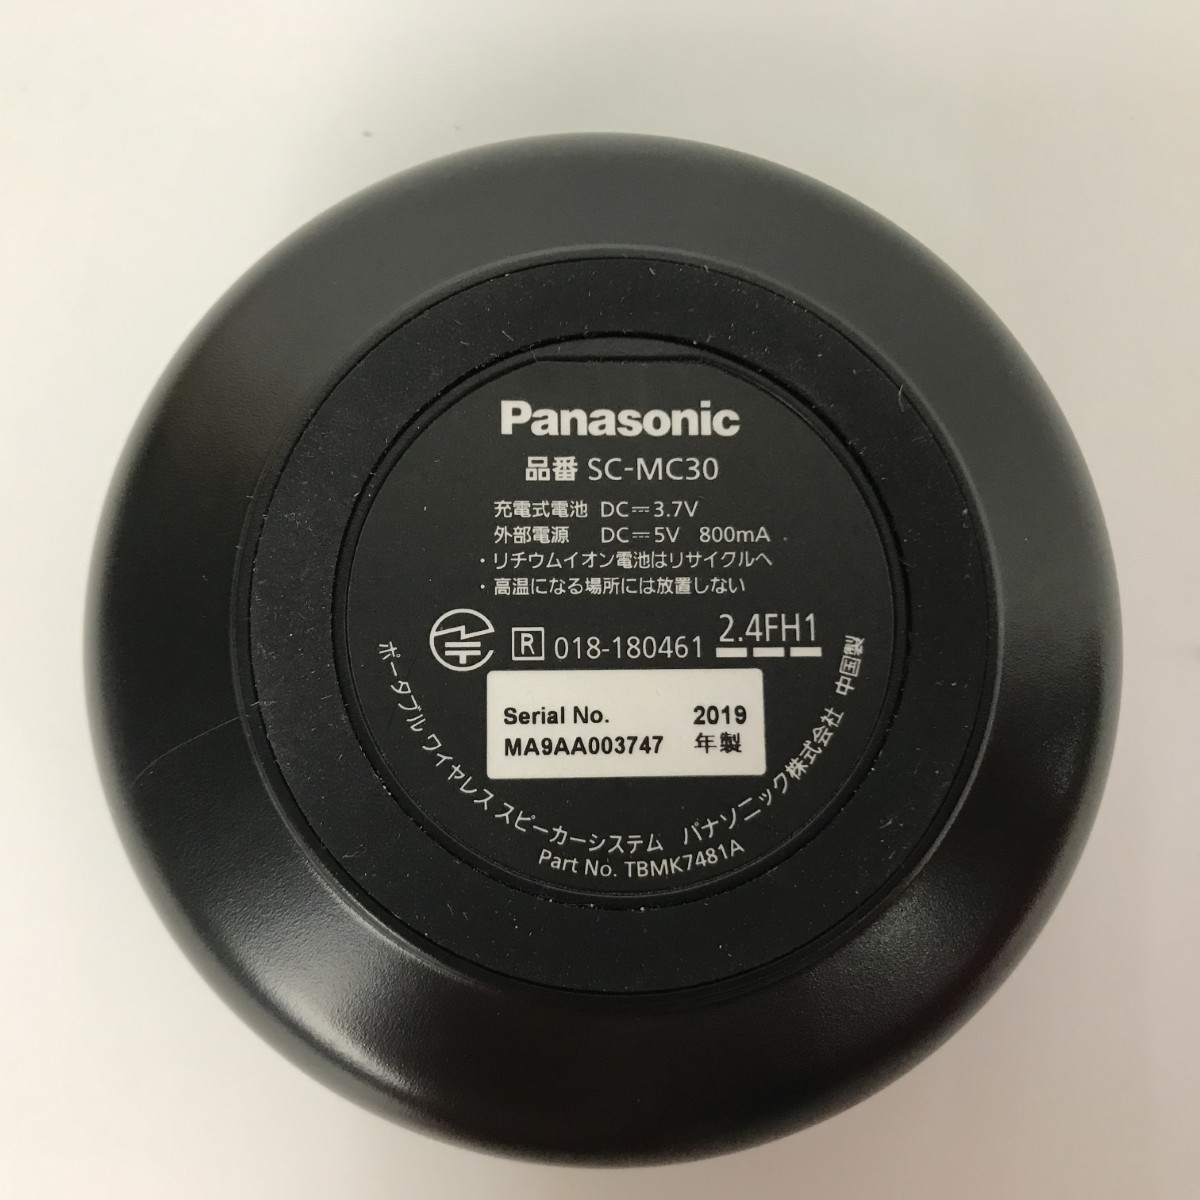 Panasonic
品番 SC-MC30
充電式電池 DC⎓3.7V
外部電源 DC⎓5V 800mA
・リチウムイオン電池はリサイクルへ
・高温になる場所には放置しない
R 018-180461 2.4FH1
Serial No. 2019
MA9AA003747 年製
ポータブル ワイヤレス スピーカーシステム パナソニック株式会社 中国製
Part No. TBMK7481A